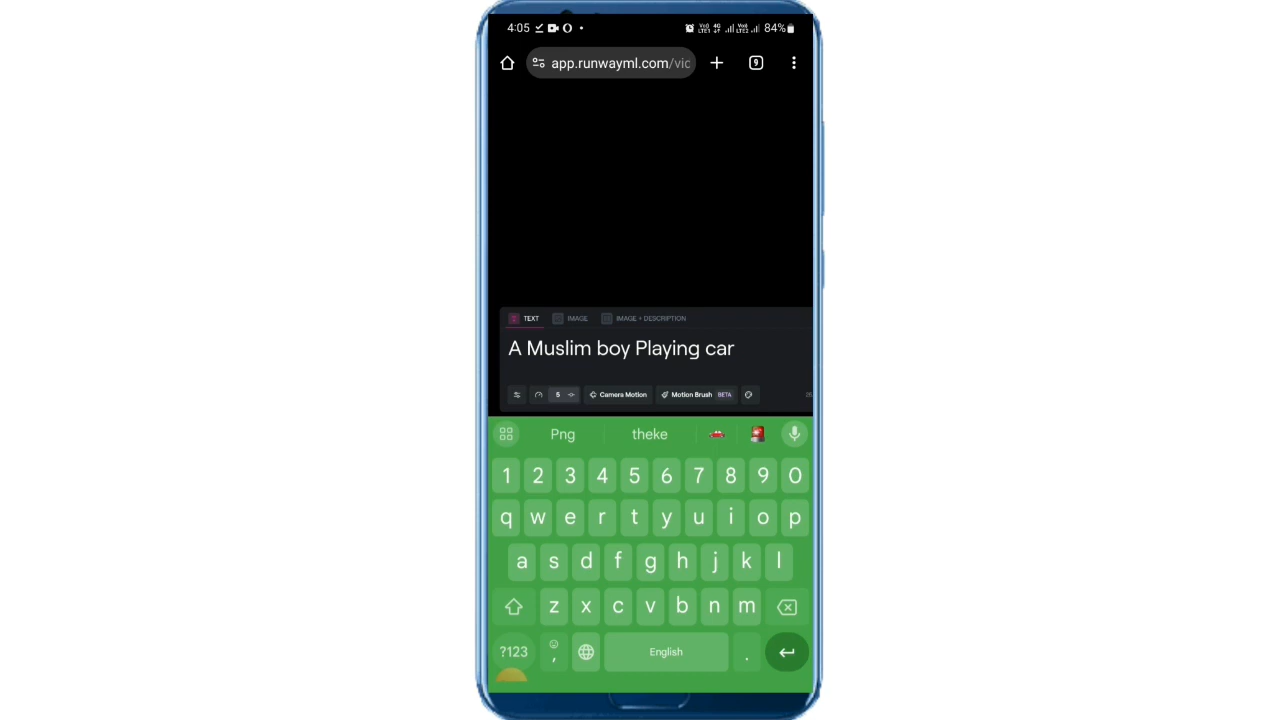 4:05
84%
app.runwayml.com/vic
9
TEXT IMAGE IMAGE + DESCRIPTION
A Muslim boy Playing car
5 Camera Motion Motion Brush BETA
Png theke
1 2 3 4 5 6 7 8 9 0
q w e r t y u i o p
a s d f g h j k l
z x c v b n m
?123 , English .